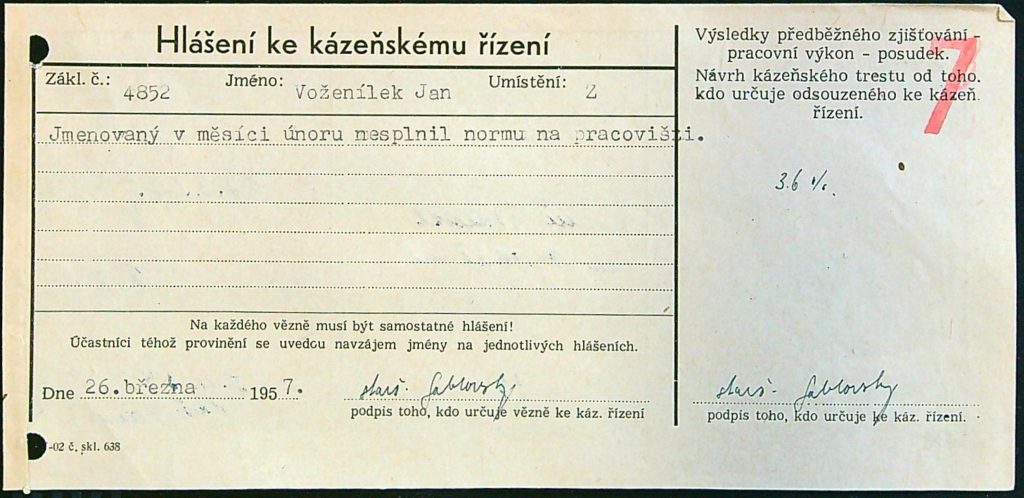 Hlášení ke kázeňskému řízení
Zákl. č.: 4852 Jméno: Voženílek Jan Umístění: Z
Jmenovaný v měsíci únoru nesplnil normu na pracovišti.
Na každého vězně musí být samostatné hlášení!
Účastníci téhož provinění se uvedou navzájem jmény na jednotlivých hlášeních.
Dne 26.března 1957.
podpis toho, kdo určuje vězně ke káz. řízení
-02 č. skl. 638
Výsledky předběžného zjišťování -
pracovní výkon - posudek.
Návrh kázeňského trestu od toho.
kdo určuje odsouzeného ke kázeň.
řízení.
7
36 %.
podpis toho, kdo určuje ke káz. řízení.